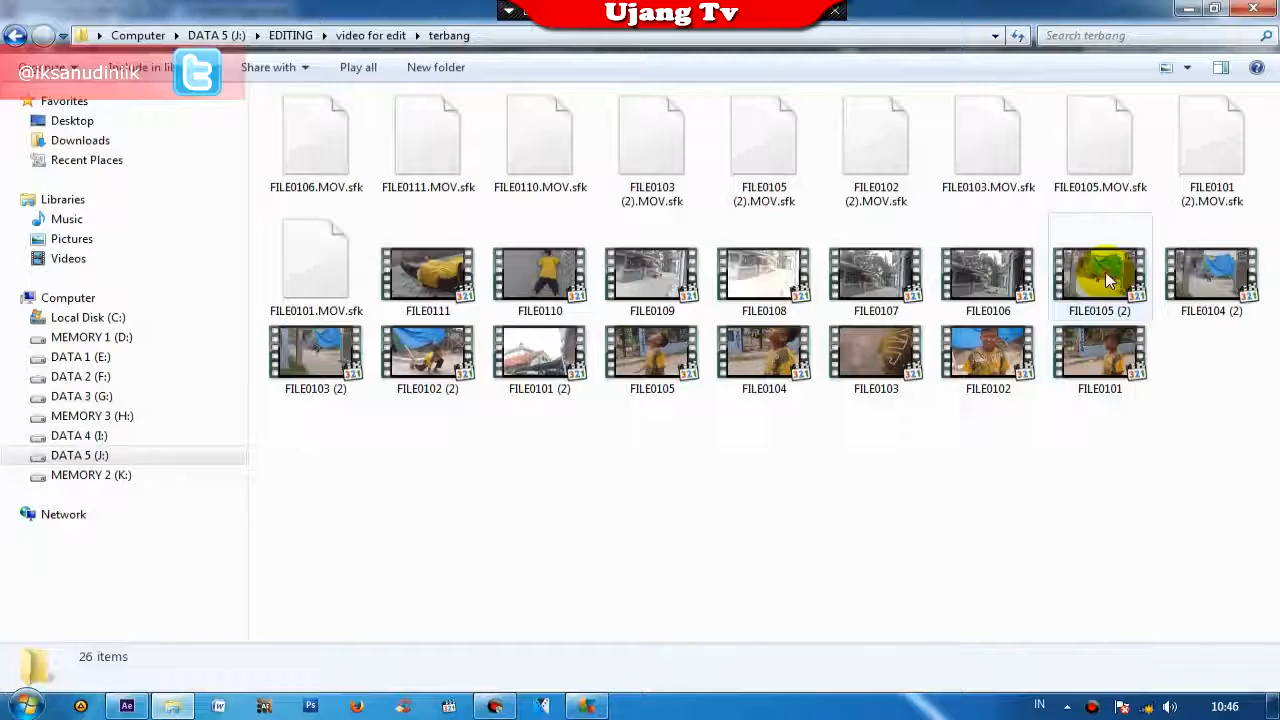 Ujang Tv
Computer
DATA 5 (J:)
EDITING
video for edit
terbang
Search terbang
@iksanudiniik
Share with
Play all
New folder
Favorites
Desktop
Downloads
Recent Places
Libraries
Music
Pictures
Videos
Computer
Local Disk (C:)
MEMORY 1 (D:)
DATA 1 (E:)
DATA 2 (F:)
DATA 3 (G:)
MEMORY 3 (H:)
DATA 4 (I:)
DATA 5 (J:)
MEMORY 2 (K:)
Network
FILE0106.MOV.sfk
FILE0111.MOV.sfk
FILE0110.MOV.sfk
FILE0103
(2).MOV.sfk
FILE0105
(2).MOV.sfk
FILE0102
(2).MOV.sfk
FILE0103.MOV.sfk
FILE0105.MOV.sfk
FILE0101
(2).MOV.sfk
FILE0101.MOV.sfk
FILE0111
FILE0110
FILE0109
FILE0108
FILE0107
FILE0106
FILE0105 (2)
FILE0104 (2)
FILE0103 (2)
FILE0102 (2)
FILE0101 (2)
FILE0105
FILE0104
FILE0103
FILE0102
FILE0101
26 items
IN
10:46